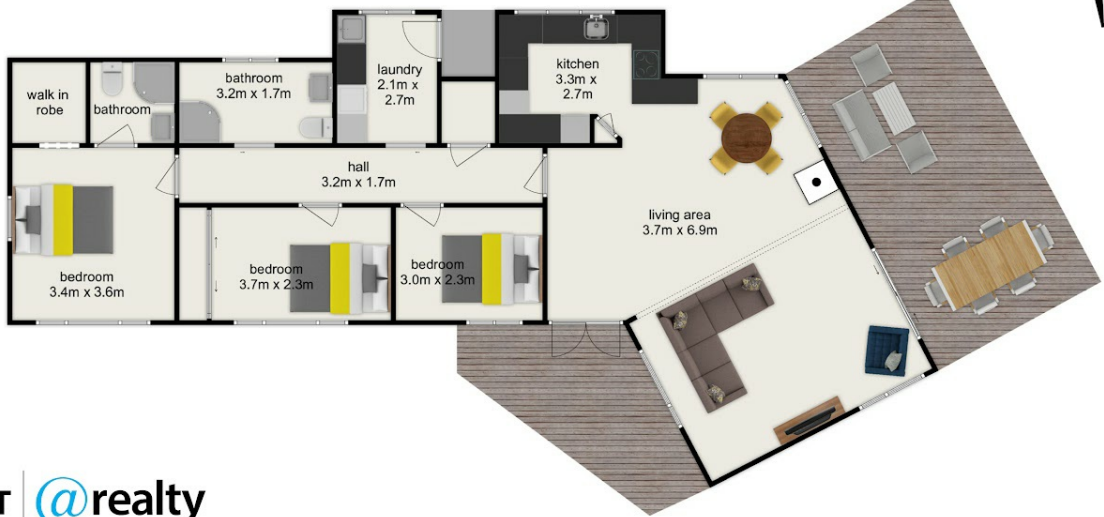 walk in
robe
bathroom
bathroom
3.2m x 1.7m
laundry
2.1m x
2.7m
kitchen
3.3m x
2.7m
hall
3.2m x 1.7m
living area
3.7m x 6.9m
bedroom
3.4m x 3.6m
bedroom
3.7m x 2.3m
bedroom
3.0m x 2.3m
@realty